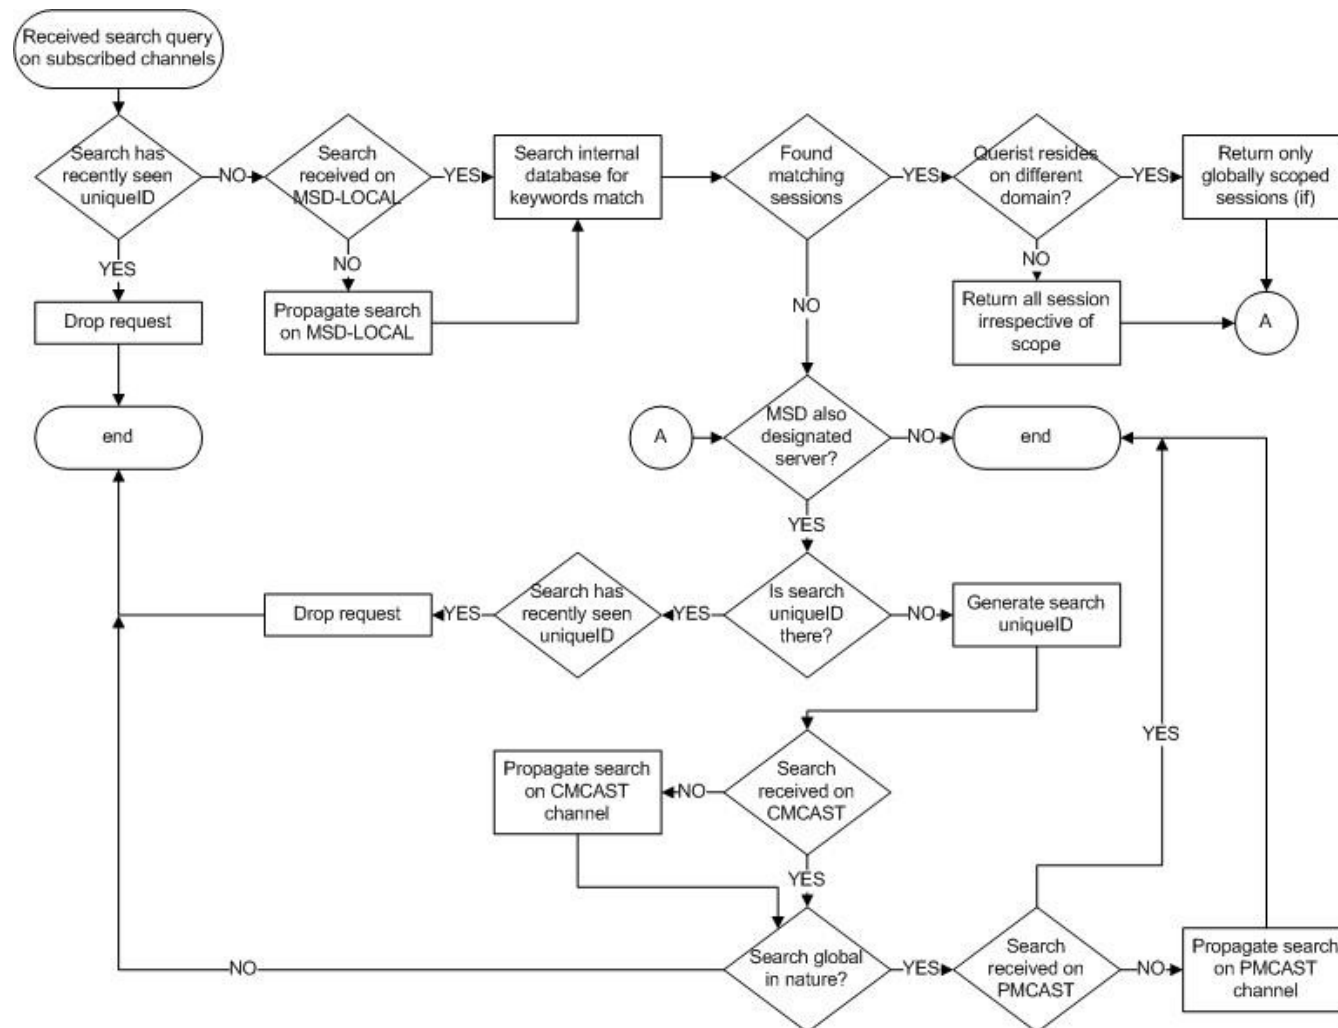 Received search query
on subscribed channels
Search has
recently seen
uniqueID
NO
Search
received on
MSD-LOCAL
YES
Search internal
database for
keywords match
Found
matching
sessions
YES
Querist resides
on different
domain?
YES
Return only
globally scoped
sessions (if)
YES
NO
NO
NO
Drop request
Propagate search
on MSD-LOCAL
Return all session
irrespective of
scope
A
end
A
MSD also
designated
server?
NO
end
YES
Drop request
YES
Search has
recently seen
uniqueID
YES
Is search
uniqueID
there?
NO
Generate search
uniqueID
YES
Propagate search
on CMCAST
channel
NO
Search
received on
CMCAST
YES
NO
Search global
in nature?
YES
Search
received on
PMCAST
NO
Propagate search
on PMCAST
channel